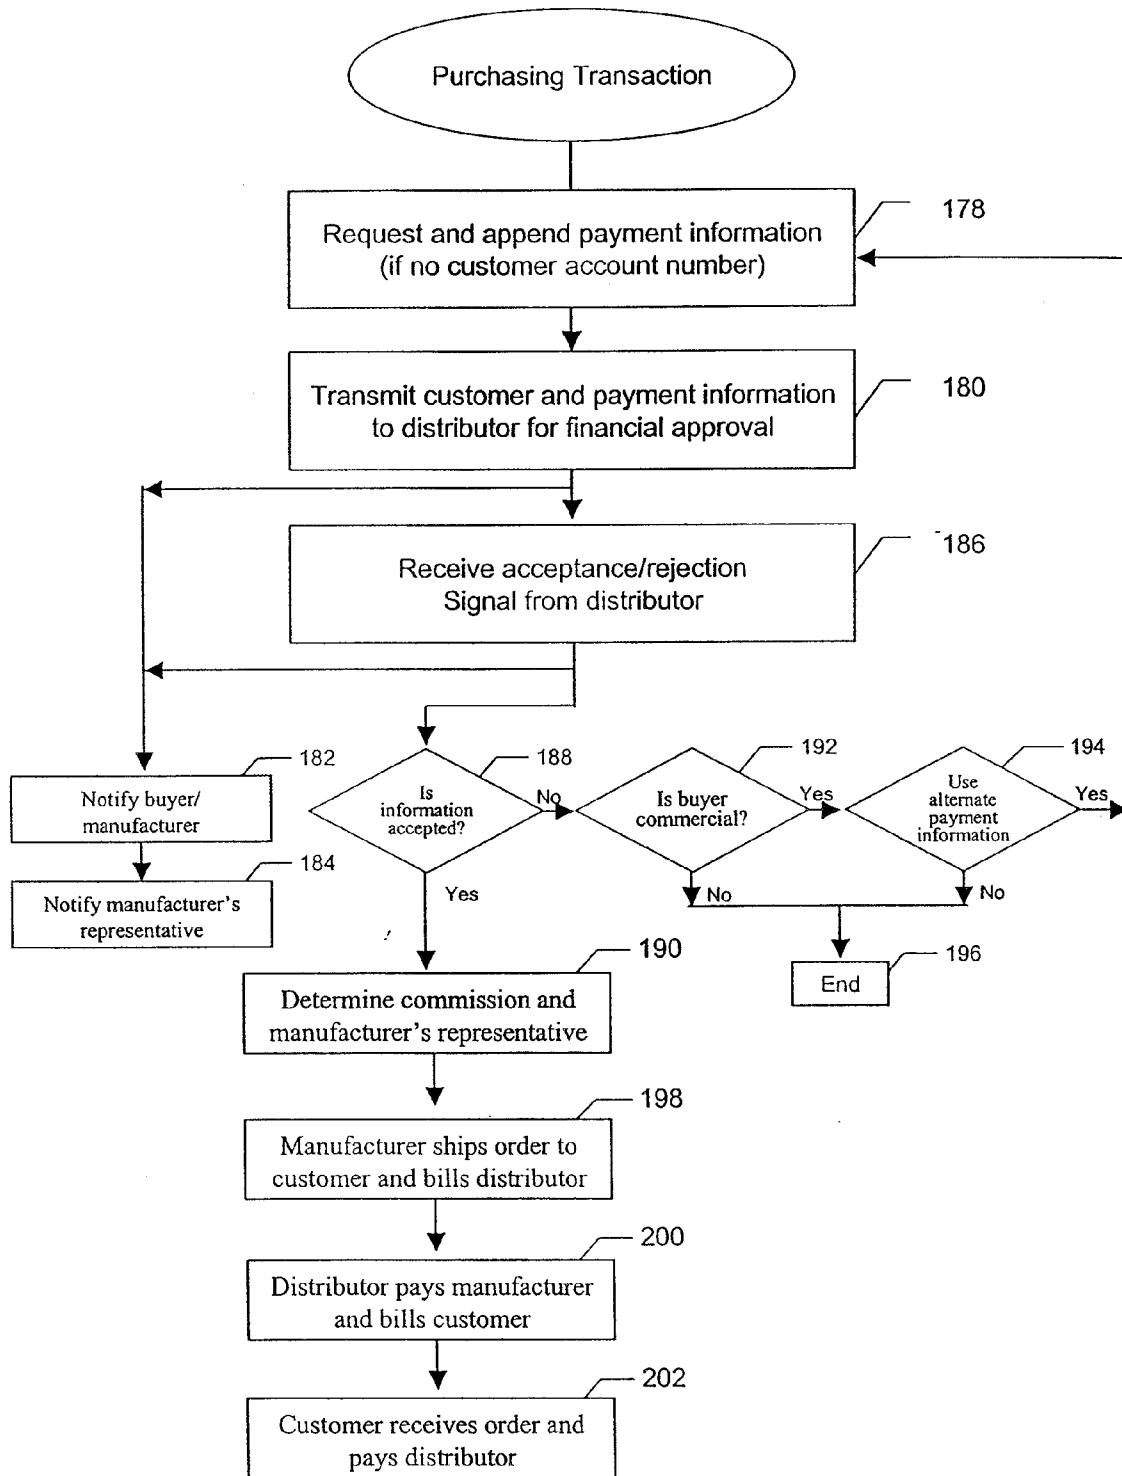 Purchasing Transaction
178
Request and append payment information
(if no customer account number)
180
Transmit customer and payment information
to distributor for financial approval
186
Receive acceptance/rejection
Signal from distributor
182
Notify buyer/
manufacturer
184
Notify manufacturer's
representative
188
Is
information
accepted?
No
Yes
192
Is buyer
commercial?
Yes
No
194
Use
alternate
payment
information
Yes
No
196
End
190
Determine commission and
manufacturer's representative
198
Manufacturer ships order to
customer and bills distributor
200
Distributor pays manufacturer
and bills customer
202
Customer receives order and
pays distributor